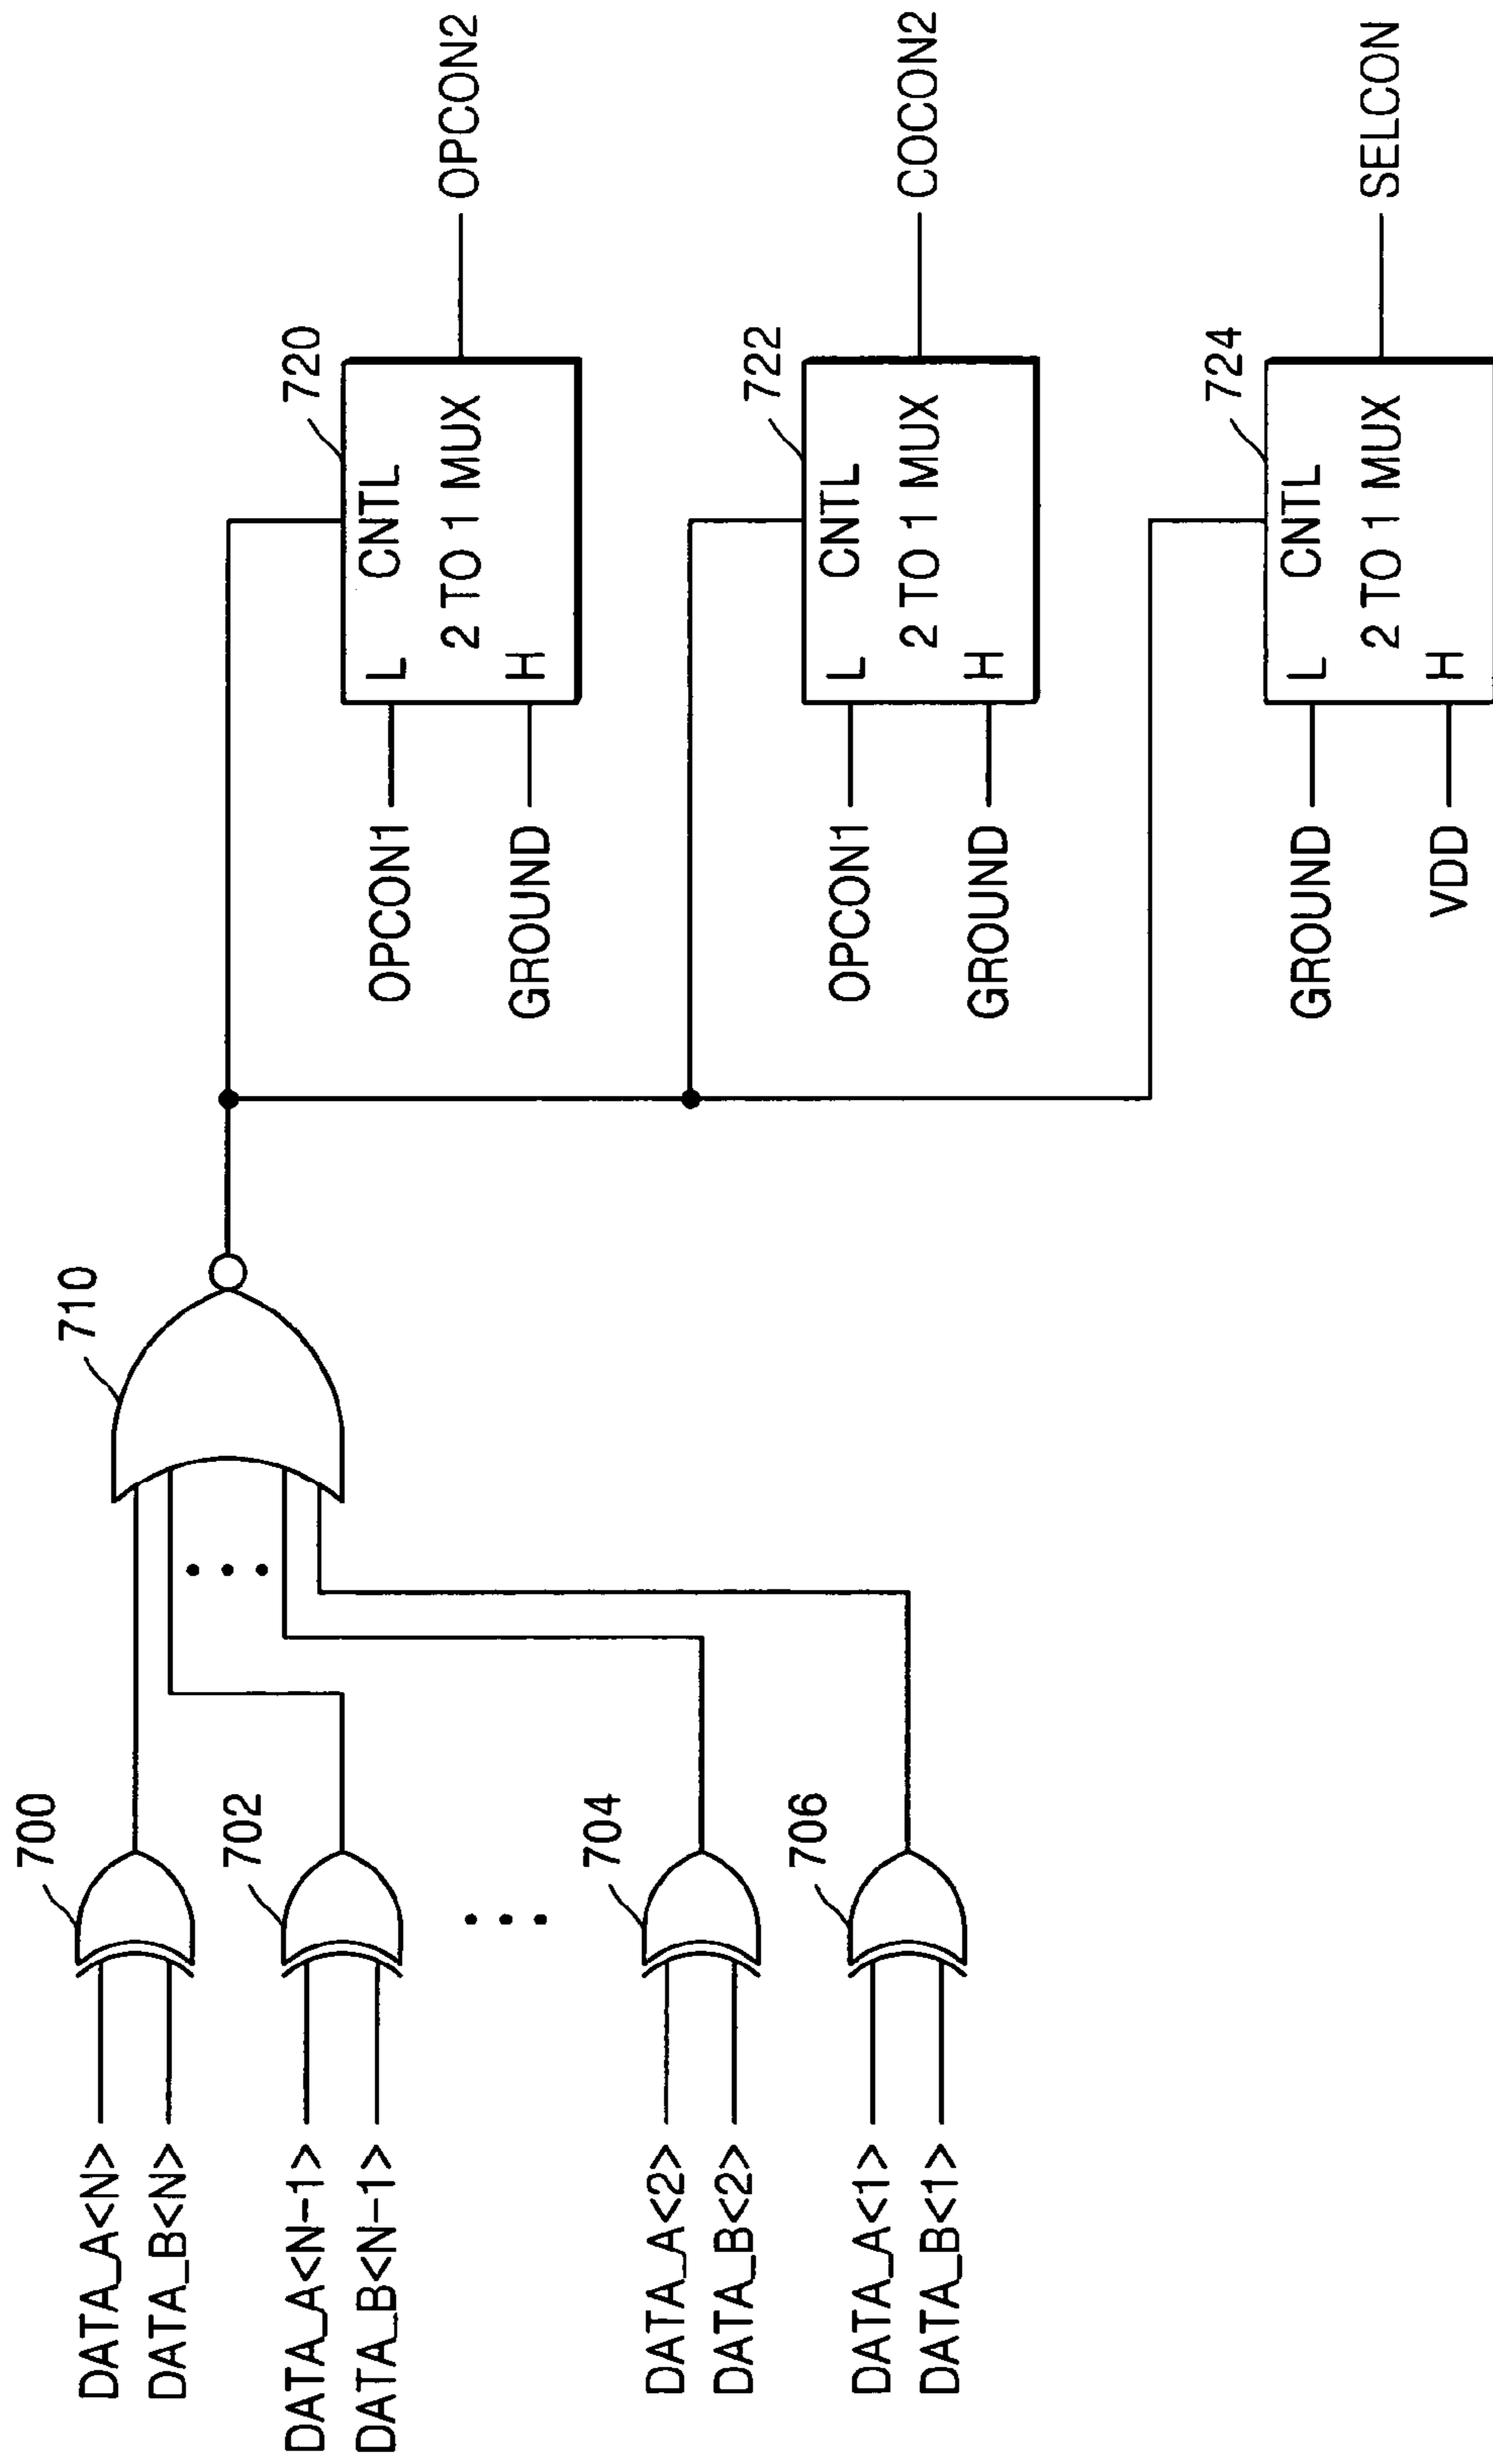 DATA_A<N>
DATA_B<N>
700
DATA_A<N-1>
DATA_B<N-1>
702
DATA_A<2>
DATA_B<2>
704
DATA_A<1>
DATA_B<1>
706
710
720
OPCON1
GROUND
L CNTL
2 TO 1 MUX
H
OPCON2
722
OPCON1
GROUND
L CNTL
2 TO 1 MUX
H
COCON2
724
GROUND
VDD
L CNTL
2 TO 1 MUX
H
SELCON